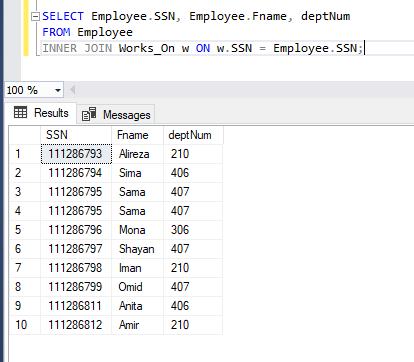 SELECT Employee.SSN, Employee.Fname, deptNum
FROM Employee
INNER JOIN Works_On w ON w.SSN = Employee.SSN;
100 %
Results Messages
SSN Fname deptNum
1 111286793 Alireza 210
2 111286794 Sima 406
3 111286795 Sama 407
4 111286795 Sama 407
5 111286796 Mona 306
6 111286797 Shayan 407
7 111286798 Iman 210
8 111286799 Omid 407
9 111286811 Anita 406
10 111286812 Amir 210